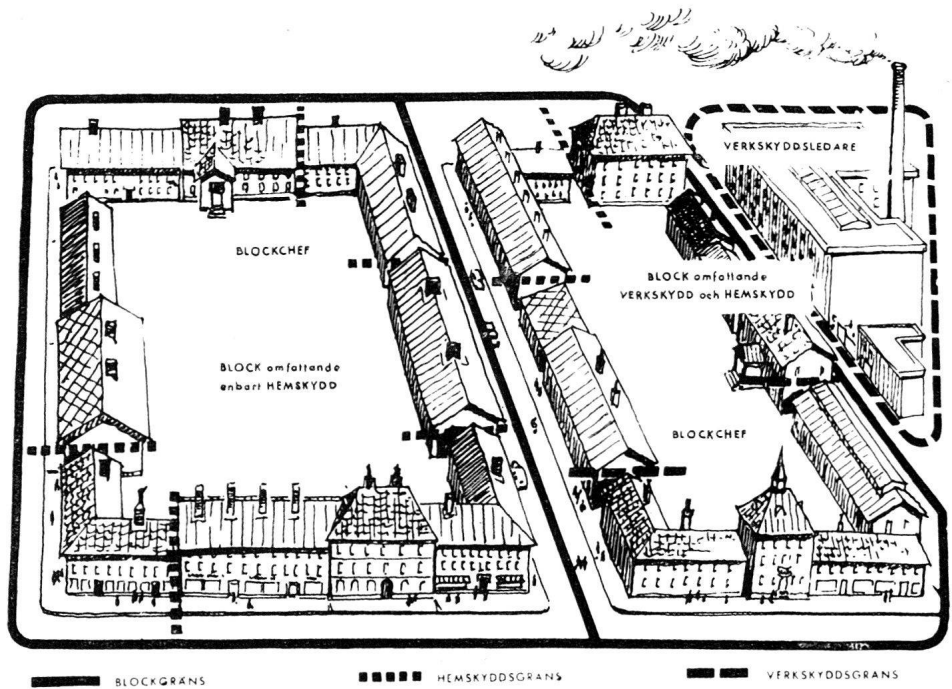 VERKSKYDDSLEDARE
BLOCKCHEF
BLOCK omfattande
VERKSKYDD och HEMSKYDD
BLOCK omfattande
enbart HEMSKYDD
BLOCKCHEF
BLOCKGRÄNS
HEMSKYDDSGRÄNS
VERKSKYDDSGRÄNS